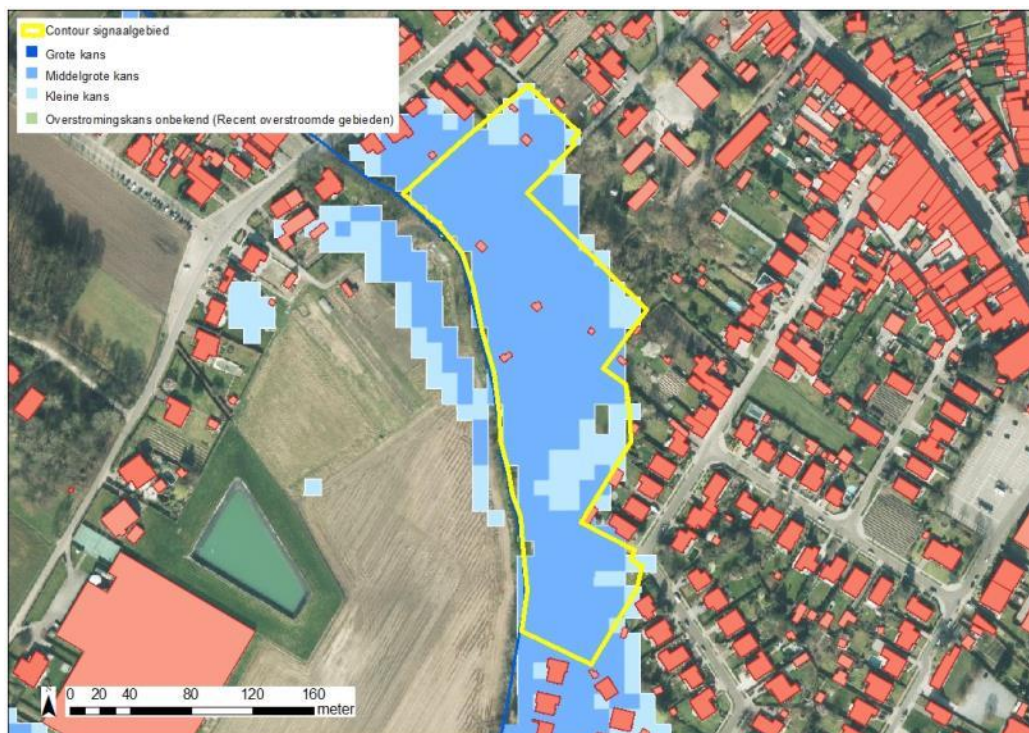 Contour signaalgebied
Grote kans
Middelgrote kans
Kleine kans
Overstromingskans onbekend (Recent overstroomde gebieden)
0 20 40 80 120 160
meter